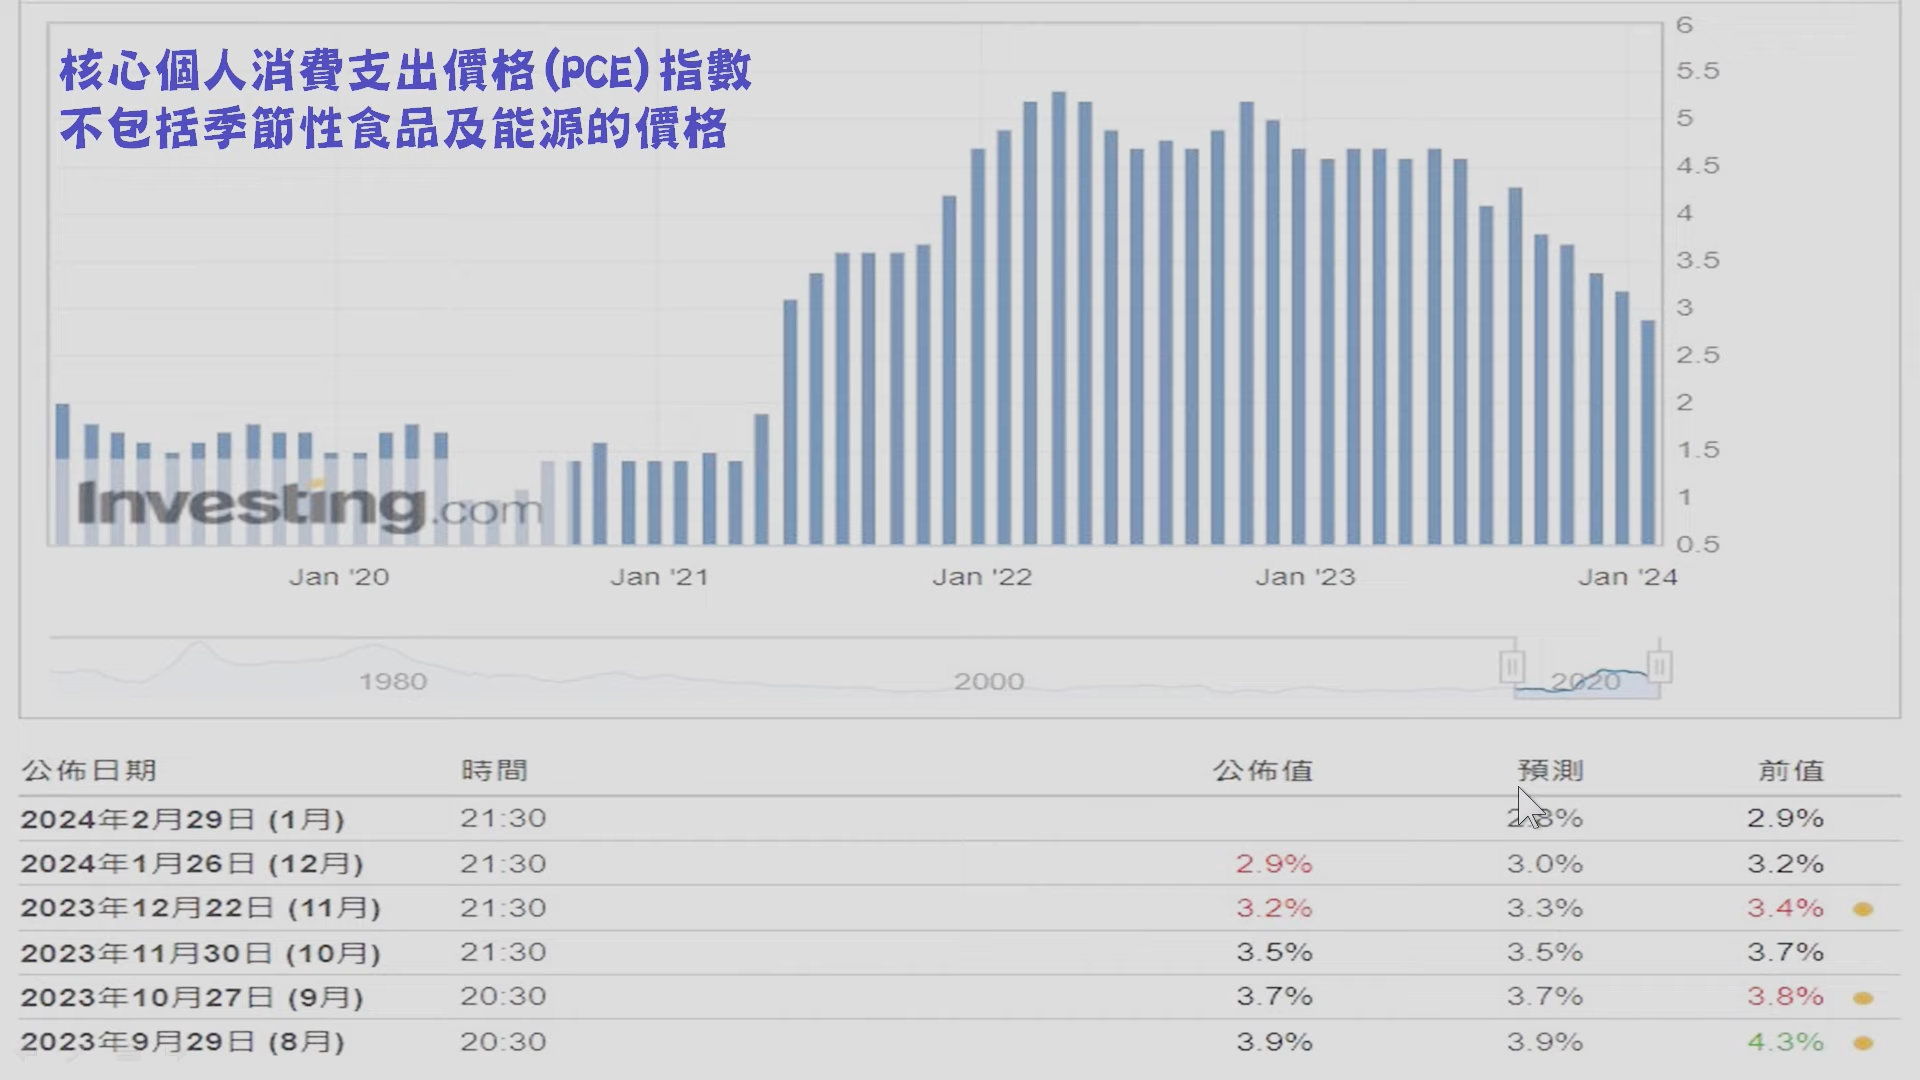 核心個人消費支出價格(PCE)指數
不包括季節性食品及能源的價格
6
5.5
5
4.5
4
3.5
3
2.5
2
1.5
1
0.5
Investing.com
Jan '20 Jan '21 Jan '22 Jan '23 Jan '24
1980 2000 2020
公佈日期 時間 公佈值 預測 前值
2024年2月29日 (1月) 21:30 2.9%
2024年1月26日 (12月) 21:30 2.9% 3.0% 3.2%
2023年12月22日 (11月) 21:30 3.2% 3.3% 3.4%
2023年11月30日 (10月) 21:30 3.5% 3.5% 3.7%
2023年10月27日 (9月) 20:30 3.7% 3.7% 3.8%
2023年9月29日 (8月) 20:30 3.9% 3.9% 4.3%